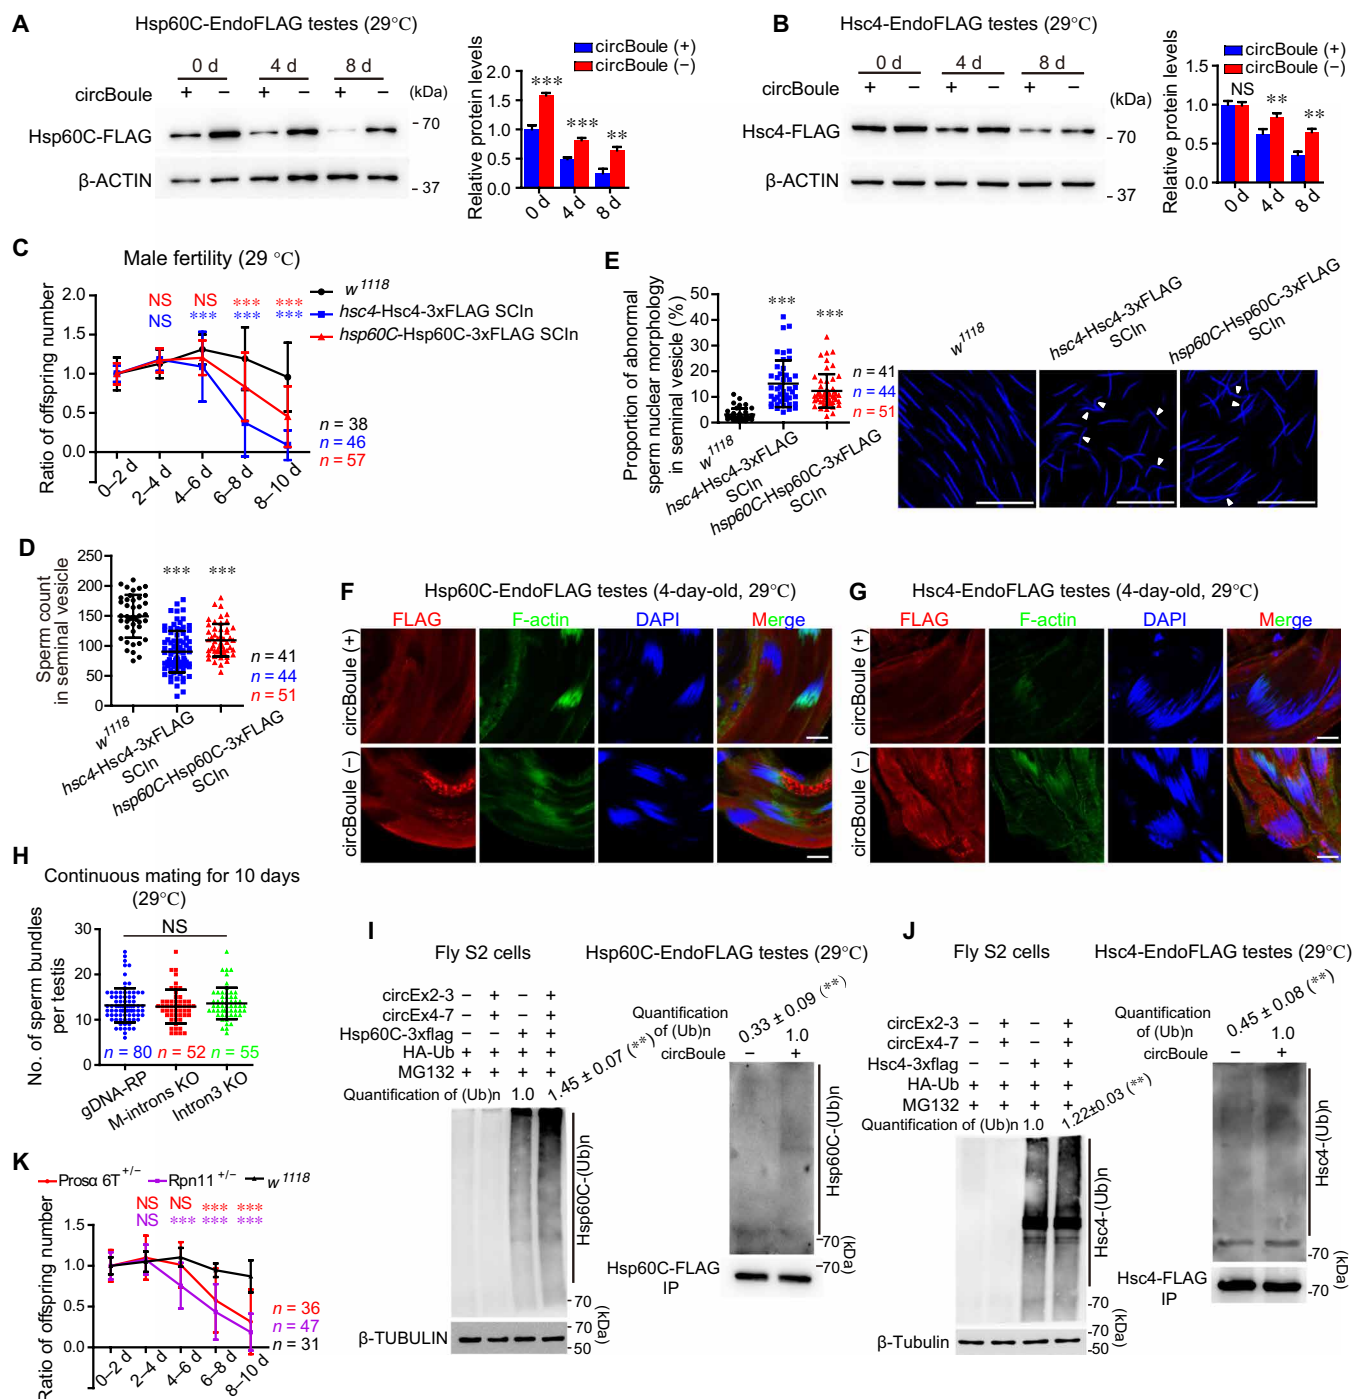 A
Hsp60C-EndoFLAG testes (29°C)
0 d 4 d 8 d
circBoule + − + − + − (kDa)
Hsp60C-FLAG
- 70
β-ACTIN
- 37
circBoule (+)
circBoule (−)
Relative protein levels
2.0
1.5
1.0
0.5
0.0
*** *** **
0 d 4 d 8 d
B
Hsc4-EndoFLAG testes (29°C)
0 d 4 d 8 d
circBoule + − + − + − (kDa)
Hsc4-FLAG
- 70
β-ACTIN
- 37
circBoule (+)
circBoule (−)
Relative protein levels
1.5
1.0
0.5
0.0
NS ** **
0 d 4 d 8 d
C
Male fertility (29 °C)
Ratio of offspring number
2.0
1.5
1.0
0.5
0.0
NS NS *** ***
NS *** *** ***
w1118
hsc4-Hsc4-3xFLAG SCIn
hsp60C-Hsp60C-3xFLAG SCIn
n = 38
n = 46
n = 57
0–2 d 2–4 d 4–6 d 6–8 d 8–10 d
D
Sperm count
in seminal vesicle
250
200
150
100
50
0
*** ***
n = 41
n = 44
n = 51
w1118
hsc4-Hsc4-3xFLAG
SCIn
hsp60C-Hsp60C-3xFLAG
SCIn
E
Proportion of abnormal
sperm nuclear morphology
in seminal vesicle (%)
50
40
30
20
10
0
*** ***
n = 41
n = 44
n = 51
w1118
hsc4-Hsc4-3xFLAG
SCIn
hsp60C-Hsp60C-3xFLAG
SCIn
w1118
hsc4-Hsc4-3xFLAG
SCIn
hsp60C-Hsp60C-3xFLAG
SCIn
F
Hsp60C-EndoFLAG testes (4-day-old, 29°C)
FLAG F-actin DAPI Merge
circBoule (+)
circBoule (−)
G
Hsc4-EndoFLAG testes (4-day-old, 29°C)
FLAG F-actin DAPI Merge
circBoule (+)
circBoule (−)
H
Continuous mating for 10 days
(29°C)
No. of sperm bundles
per testis
30
20
10
0
NS
n = 80 n = 52 n = 55
gDNA-RP M-introns KO Intron3 KO
I
Fly S2 cells
circEx2-3 − + − +
circEx4-7 − + − +
Hsp60C-3xflag − − + +
HA-Ub + + + +
MG132 + + + +
Quantification of (Ub)n 1.0 1.45 ± 0.07 (**)
Hsp60C-(Ub)n
- 70
β-TUBULIN
- 70
- 50
(kDa)
Hsp60C-EndoFLAG testes (29°C)
Quantification
of (Ub)n 0.33 ± 0.09 (**) 1.0
circBoule − +
Hsp60C-(Ub)n
-70
Hsp60C-FLAG
IP
-70
(kDa)
J
Fly S2 cells
circEx2-3 − + − +
circEx4-7 − + − +
Hsc4-3xflag − − + +
HA-Ub + + + +
MG132 + + + +
Quantification of (Ub)n 1.0 1.22±0.03 (**)
Hsc4-(Ub)n
-70
β-Tubulin
-70
-50
(kDa)
Hsc4-EndoFLAG testes (29°C)
Quantification
of (Ub)n 0.45 ± 0.08 (**) 1.0
circBoule − +
Hsc4-(Ub)n
-70
Hsc4-FLAG
IP
-70
(kDa)
K
Prosα 6T+/− Rpn11+/− w1118
Ratio of offspring number
1.5
1.0
0.5
0.0
NS NS *** ***
NS *** *** ***
n = 36
n = 47
n = 31
0–2 d 2–4 d 4–6 d 6–8 d 8–10 d